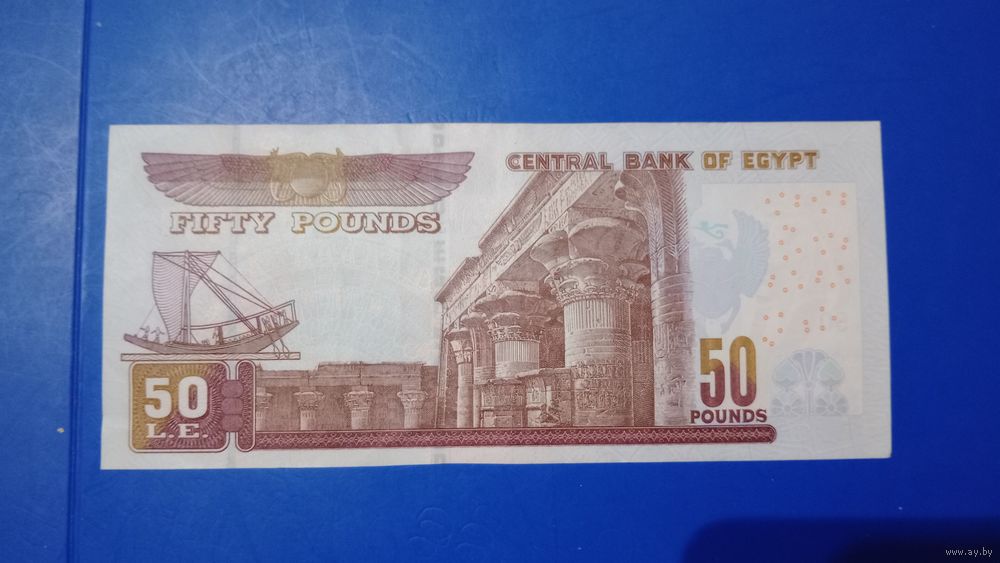 CENTRAL BANK OF EGYPT
FIFTY POUNDS
50
L.E.
50
POUNDS
www.ay.by